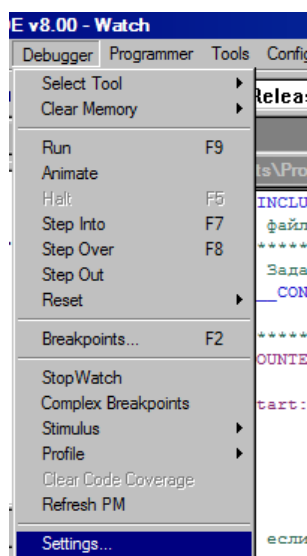 E v8.00 - Watch
Debugger Programmer Tools Config
Select Tool
Clear Memory
Releas
Run F9
Animate
ts\Pro
Halt F5
INCLU
Step Into F7
файл
Step Over F8
*****
Step Out
Зада
Reset
__CON
Breakpoints... F2
*****
OUNTE
StopWatch
Complex Breakpoints
tart:
Stimulus
Profile
Clear Code Coverage
Refresh PM
Settings...
если